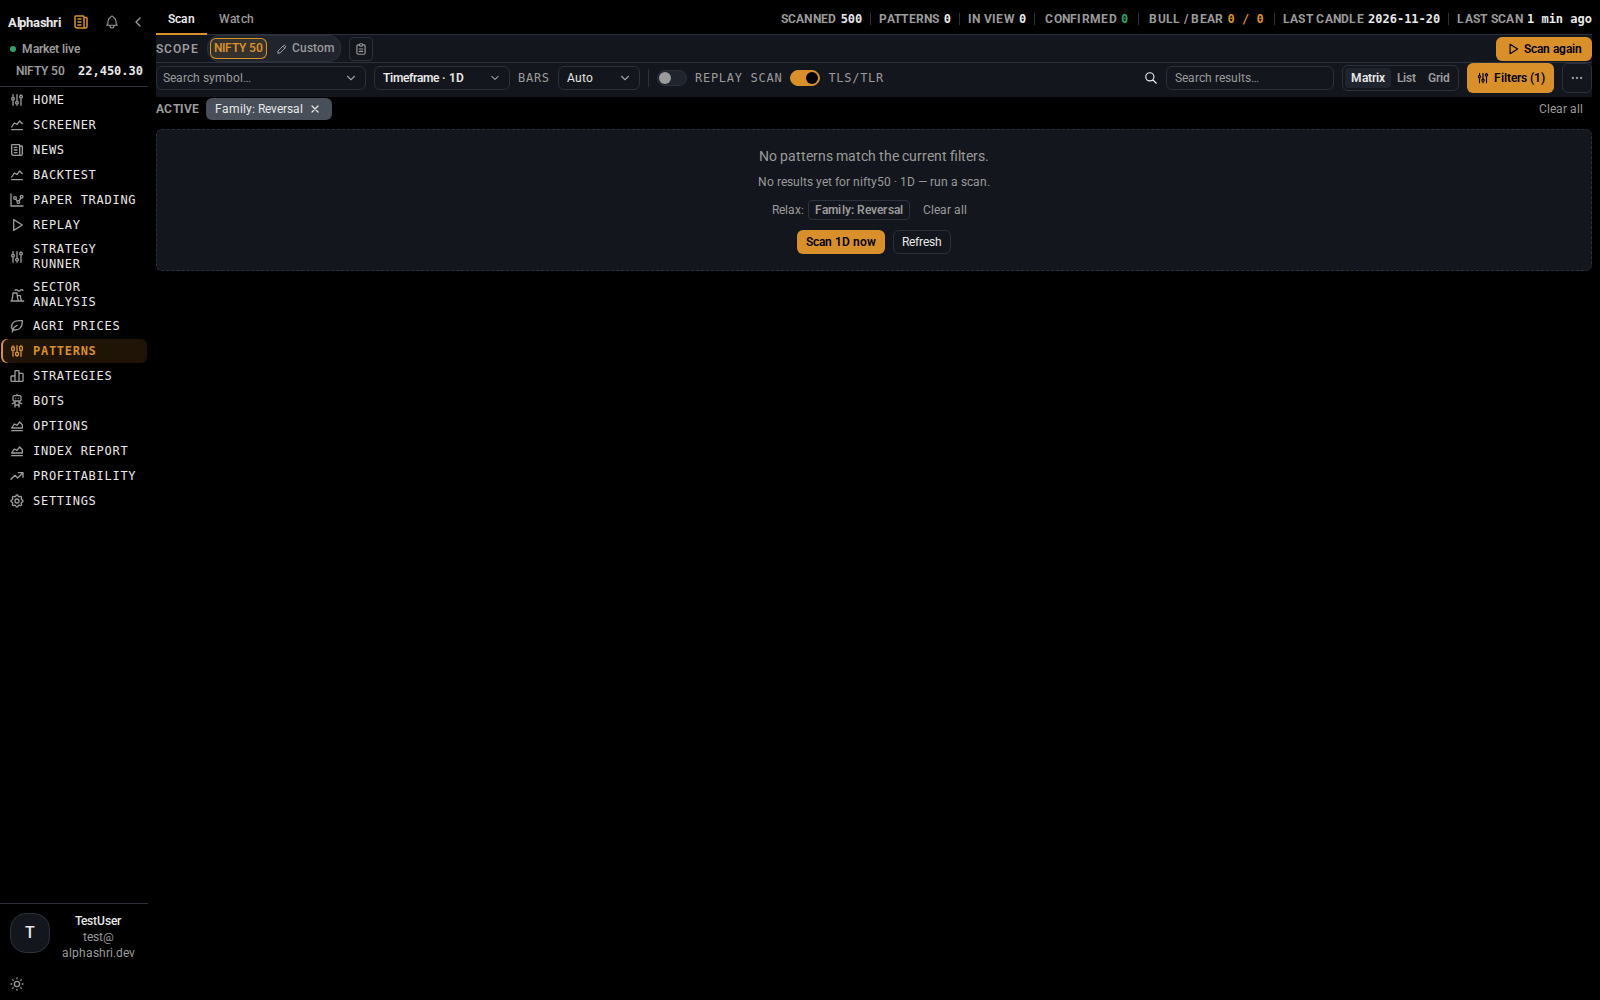 Alphashri
Market live
NIFTY 50 22,450.30
HOME
SCREENER
NEWS
BACKTEST
PAPER TRADING
REPLAY
STRATEGY
RUNNER
SECTOR
ANALYSIS
AGRI PRICES
PATTERNS
STRATEGIES
BOTS
OPTIONS
INDEX REPORT
PROFITABILITY
SETTINGS
T
TestUser
test@
alphashri.dev
Scan Watch
SCANNED 500 PATTERNS 0 IN VIEW 0 CONFIRMED 0 BULL / BEAR 0 / 0 LAST CANDLE 2026-11-20 LAST SCAN 1 min ago
SCOPE NIFTY 50 Custom Scan again
Search symbol... Timeframe · 1D BARS Auto REPLAY SCAN TLS/TLR Search results... Matrix List Grid Filters (1)
ACTIVE Family: Reversal Clear all
No patterns match the current filters.
No results yet for nifty50 · 1D — run a scan.
Relax: Family: Reversal Clear all
Scan 1D now Refresh